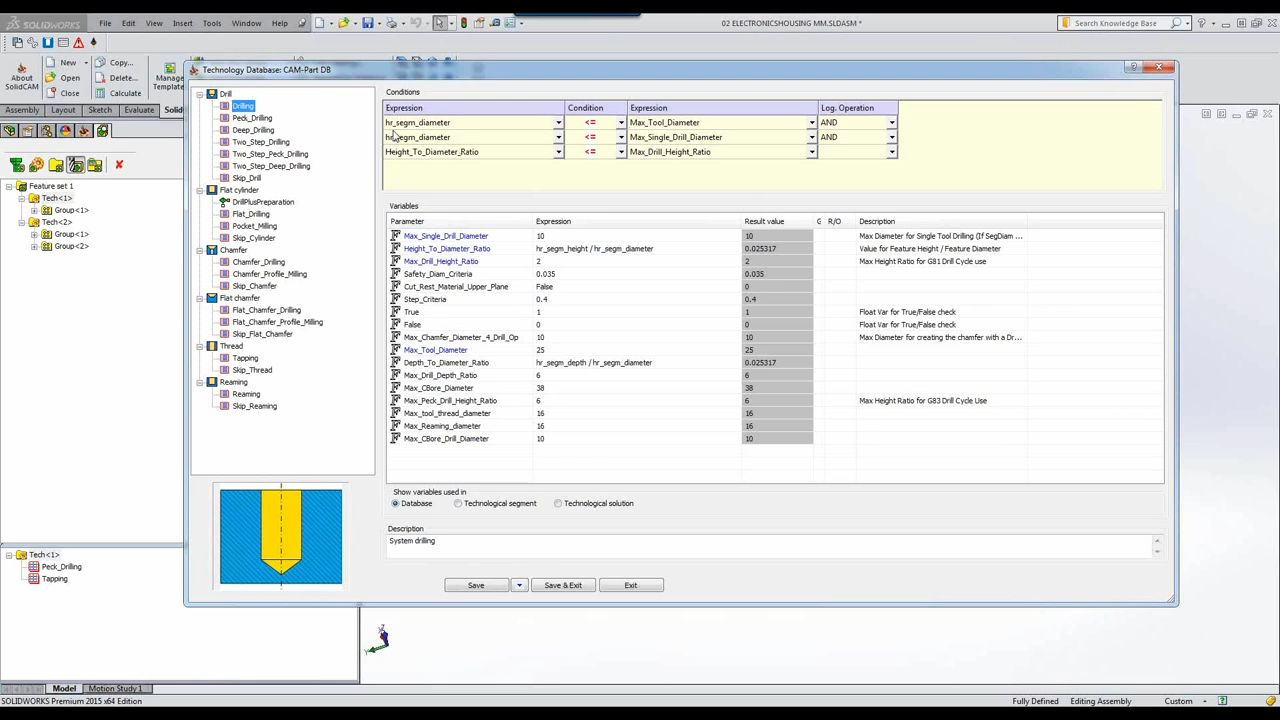 SOLIDWORKS File Edit View Insert Tools Window Help 02 ELECTRONICSHOUSING MM.SLDASM * Search Knowledge Base
About SolidCAM
New
Open
Close
Copy...
Delete...
Calculate
Manage Template
Assembly Layout Sketch Evaluate
Feature set 1
Tech<1>
Group<1>
Tech<2>
Group<1>
Group<2>
Tech<1>
Peck_Drilling
Tapping
Technology Database: CAM-Part DB
Drill
Drilling
Peck_Drilling
Deep_Drilling
Two_Step_Drilling
Two_Step_Peck_Drilling
Two_Step_Deep_Drilling
Skip_Drill
Flat cylinder
DrillPlusPreparation
Flat_Drilling
Pocket_Milling
Skip_Cylinder
Chamfer
Chamfer_Drilling
Chamfer_Profile_Milling
Skip_Chamfer
Flat chamfer
Flat_Chamfer_Drilling
Flat_Chamfer_Profile_Milling
Skip_Flat_Chamfer
Thread
Tapping
Skip_Thread
Reaming
Reaming
Skip_Reaming
Conditions
Expression Condition Expression Log. Operation
hr_segm_diameter <= Max_Tool_Diameter AND
hr_segm_diameter <= Max_Single_Drill_Diameter AND
Height_To_Diameter_Ratio <= Max_Drill_Height_Ratio
Variables
Parameter Expression Result value G R/O Description
Max_Single_Drill_Diameter 10 10 Max Diameter for Single Tool Drilling (If SegDiam ...
Height_To_Diameter_Ratio hr_segm_height / hr_segm_diameter 0.025317 Value for Feature Height / Feature Diameter
Max_Drill_Height_Ratio 2 2 Max Height Ratio for G81 Drill Cycle use
Safety_Diam_Criteria 0.035 0.035
Cut_Rest_Material_Upper_Plane False 0
Step_Criteria 0.4 0.4
True 1 1 Float Var for True/False check
False 0 0 Float Var for True/False check
Max_Chamfer_Diameter_4_Drill_Op 10 10 Max Diameter for creating the chamfer with a Dr...
Max_Tool_Diameter 25 25
Depth_To_Diameter_Ratio hr_segm_depth / hr_segm_diameter 0.025317
Max_Drill_Depth_Ratio 6 6
Max_CBore_Diameter 38 38
Max_Peck_Drill_Height_Ratio 6 6 Max Height Ratio for G83 Drill Cycle Use
Max_tool_thread_diameter 16 16
Max_Reaming_diameter 16 16
Max_CBore_Drill_Diameter 10 10
Show variables used in
Database Technological segment Technological solution
Description
System drilling
Save Save & Exit Exit
Z
Y
Model Motion Study 1
SOLIDWORKS Premium 2015 x64 Edition Fully Defined Editing Assembly Custom